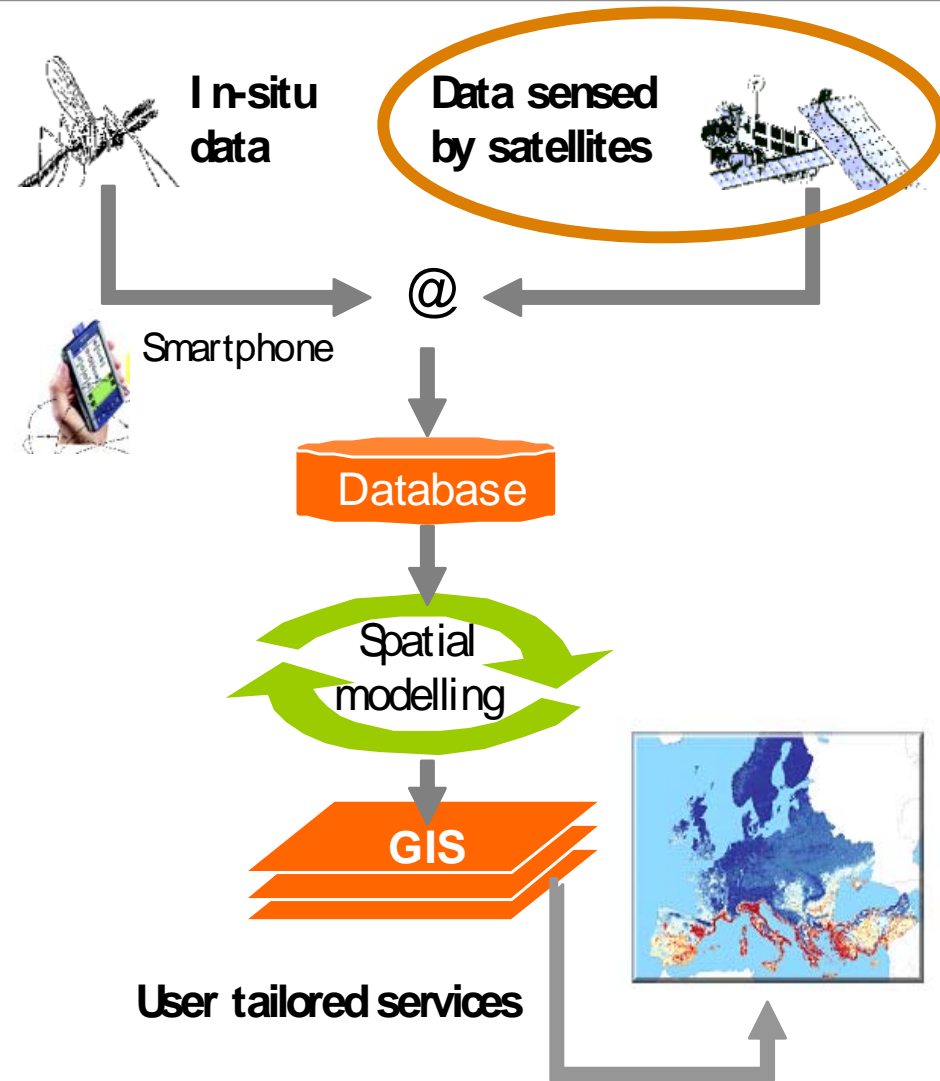 In-situ
data
Data sensed
by satellites
@
Smartphone
Database
Spatial
modelling
GIS
User tailored services